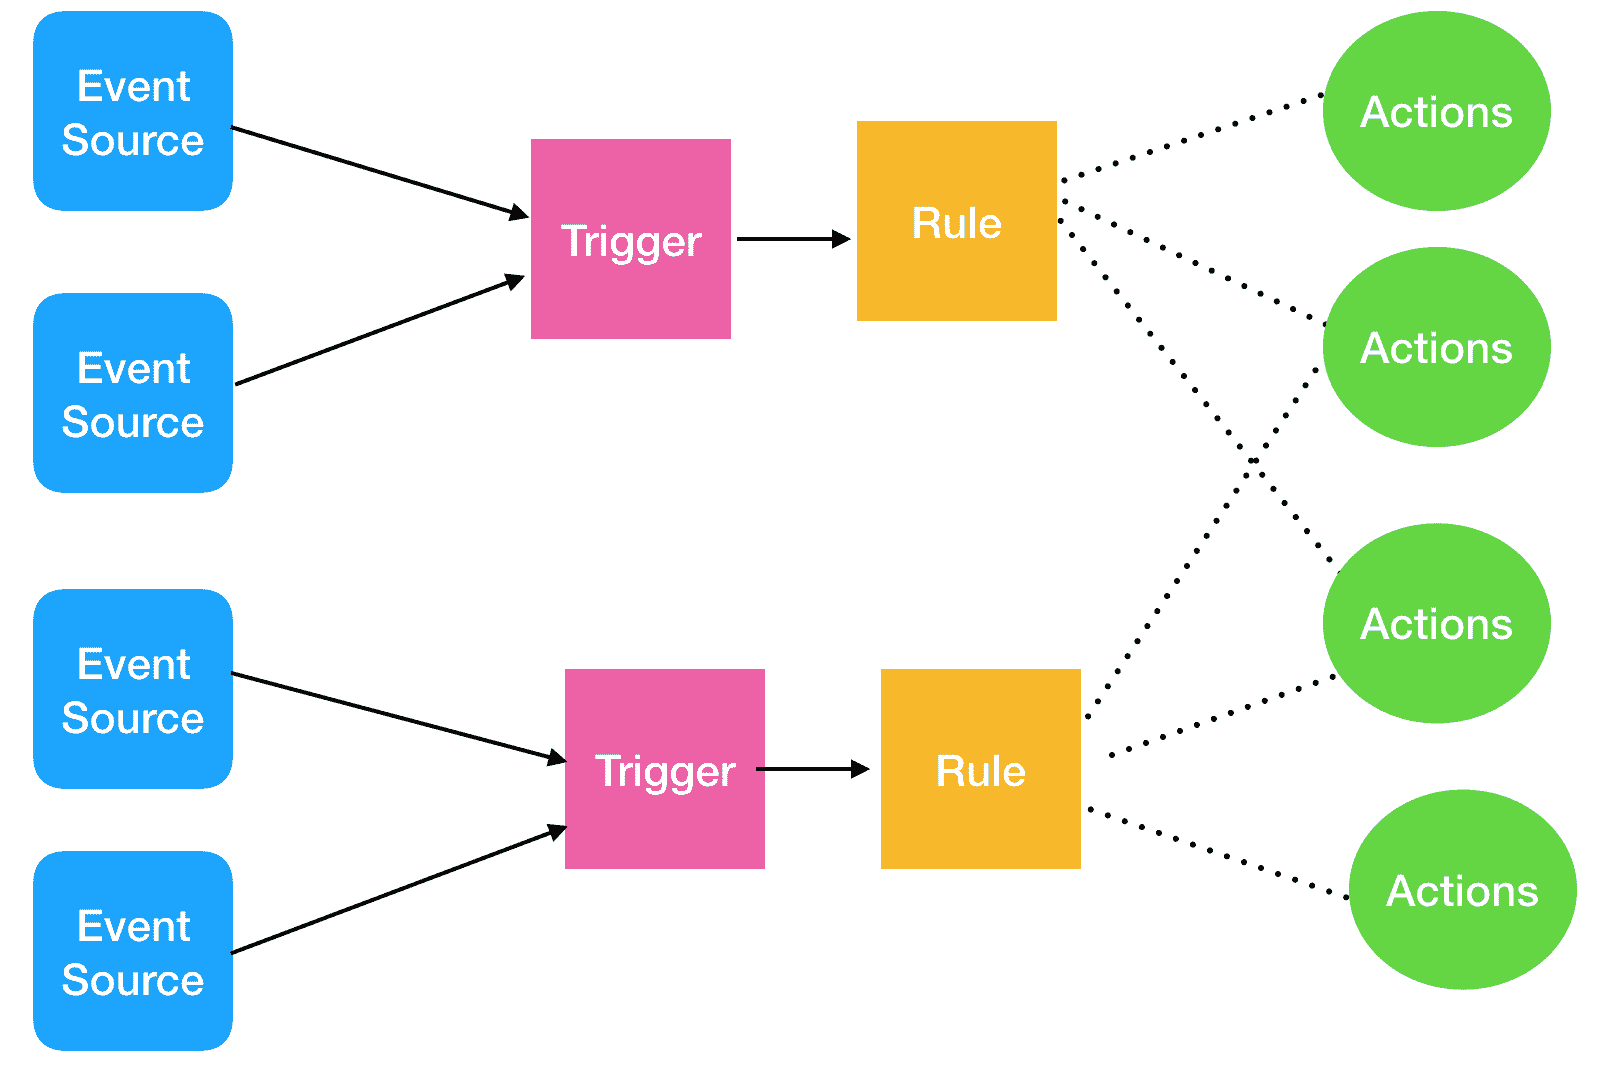 Event
Source
Actions
Trigger
Rule
Event
Source
Actions
Event
Source
Trigger
Rule
Actions
Event
Source
Actions